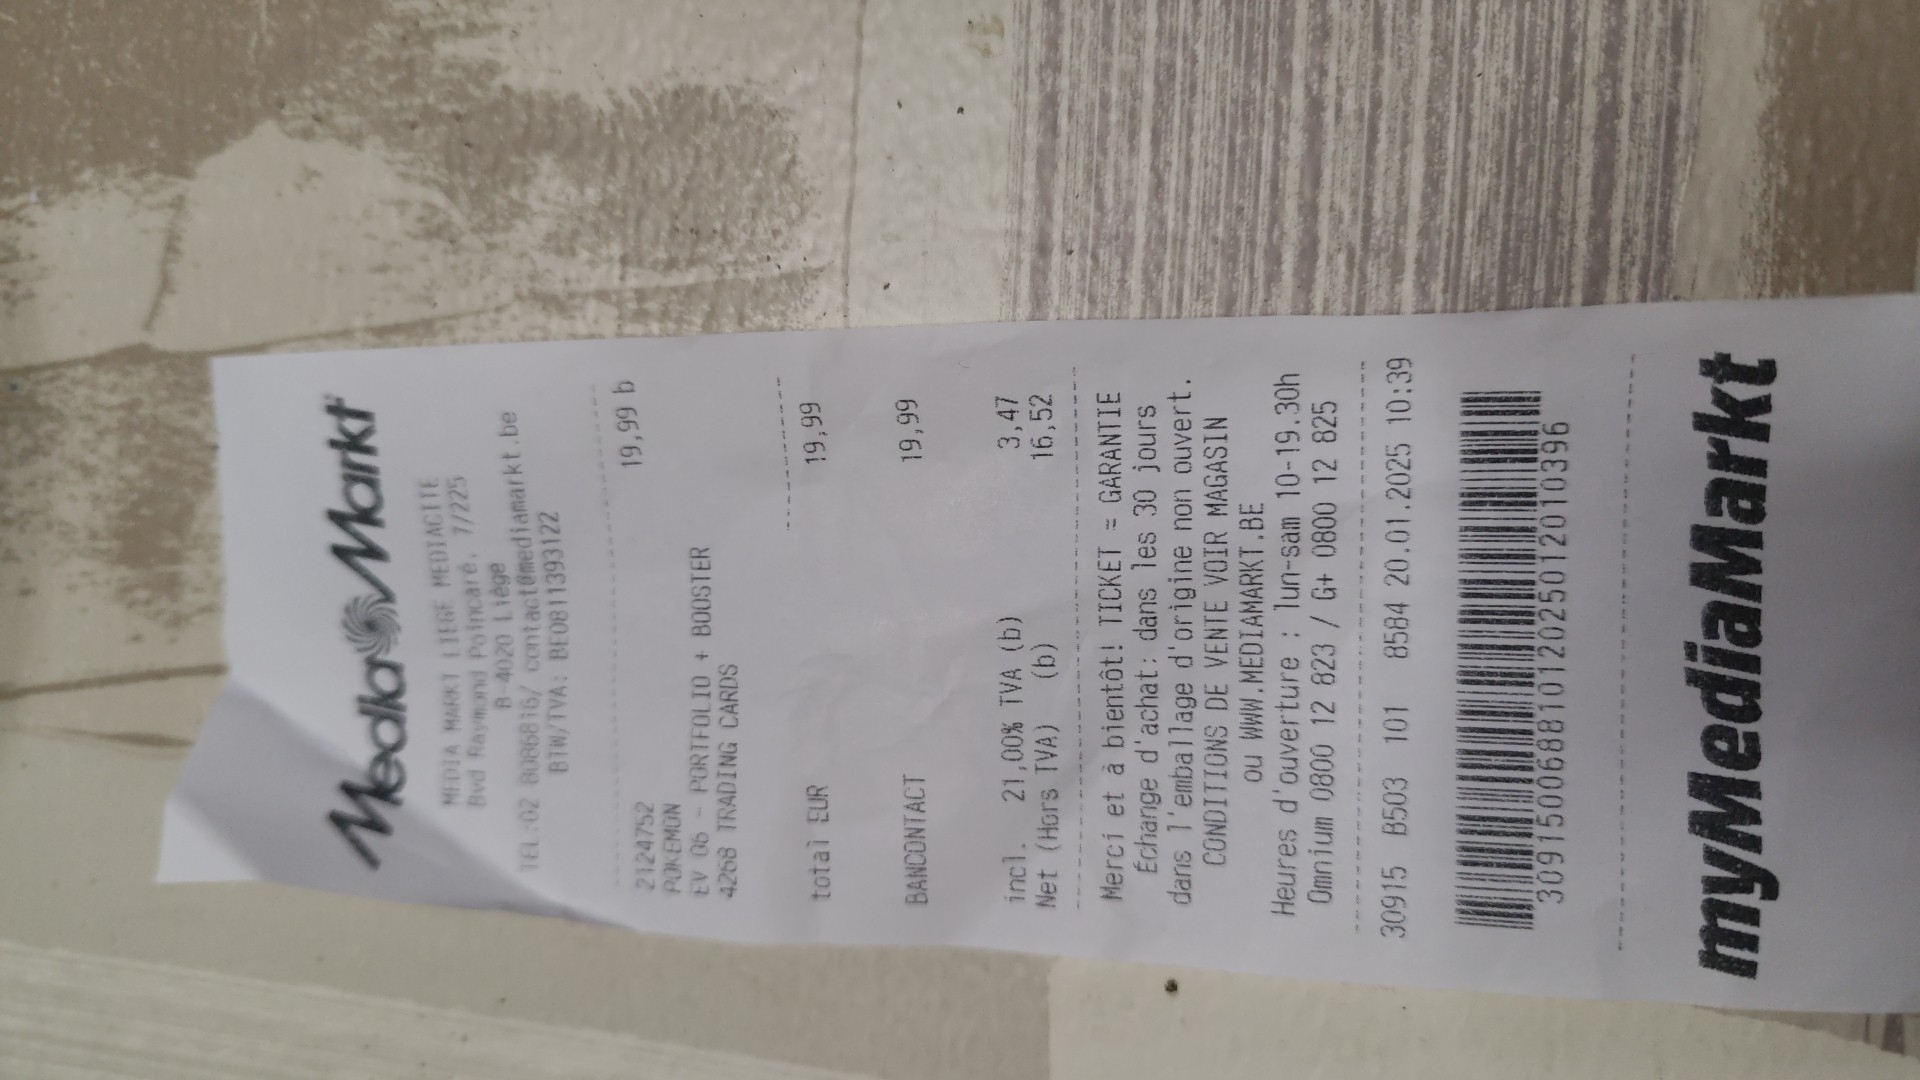 MediaMarkt
MEDIA MARKT LIEGE MEDIACITE
Bvd Raymond Poincaré, 7/225
B-4020 Liège
TEL:02 8086816/ contact@mediamarkt.be
BTW/TVA: BE0811393122
21247752 19,99 b
POKEMON
EV 06 - PORTFOLIO + BOOSTER
4268 TRADING CARDS
total EUR 19,99
BANCONTACT 19,99
incl. 21,00% TVA (b) 3,47
Net (Hors TVA) (b) 16,52
Merci et à bientôt! TICKET = GARANTIE
Échange d'achat: dans les 30 jours
dans l'emballage d'origine non ouvert.
CONDITIONS DE VENTE VOIR MAGASIN
ou WWW.MEDIAMARKT.BE
Heures d'ouverture : lun-sam 10-19.30h
Omnium 0800 12 823 / G+ 0800 12 825
30915 B503 101 8584 20.01.2025 10:39
3091500688101202501201 0396
myMediaMarkt